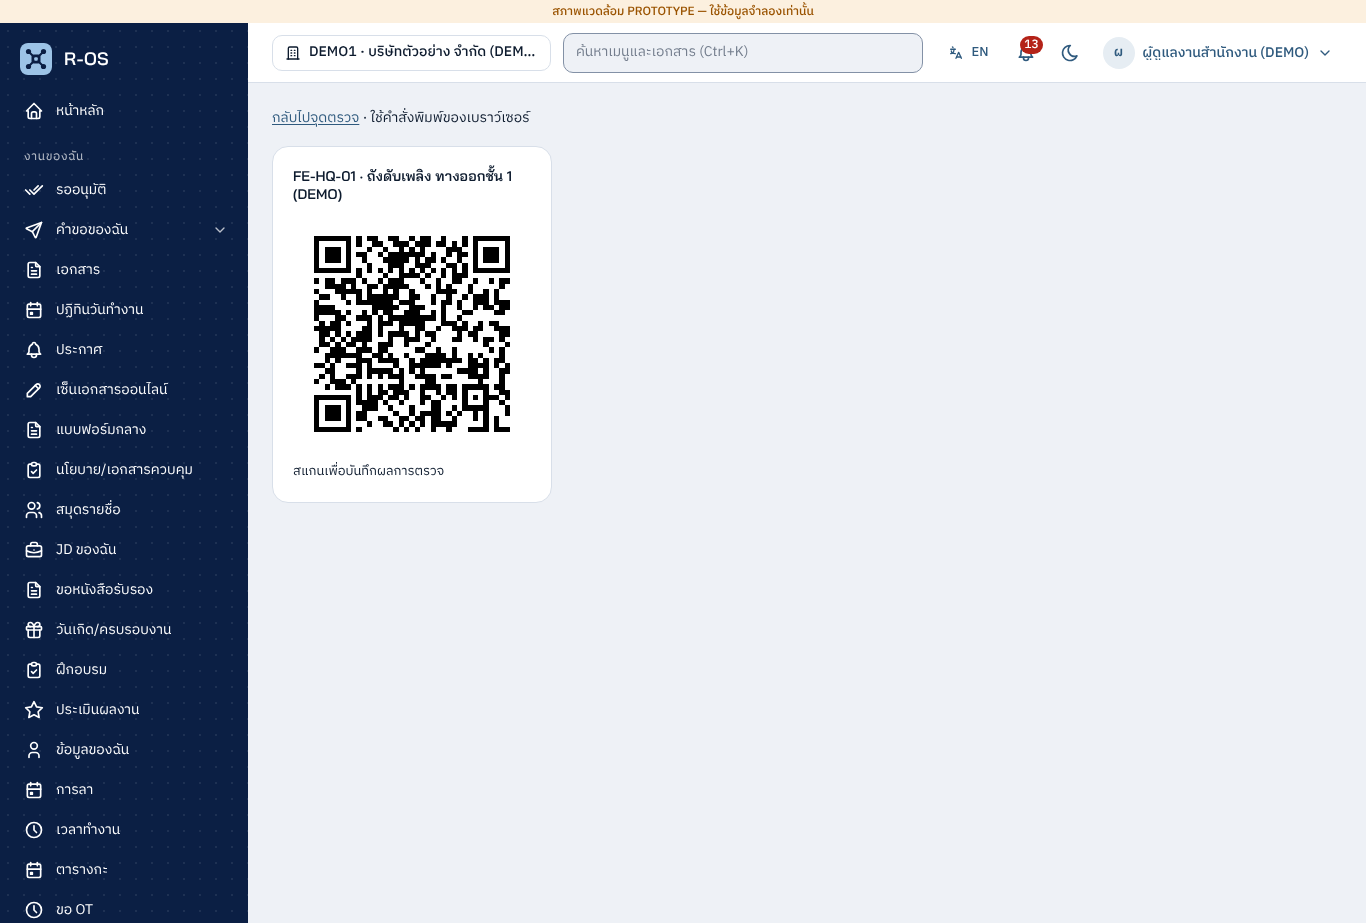 สภาพแวดล้อม PROTOTYPE — ใช้ข้อมูลจำลองเท่านั้น
R-OS
DEMO1 · บริษัทตัวอย่าง จำกัด (DEM...
ค้นหาเมนูและเอกสาร (Ctrl+K)
EN
13
ผ
ผู้ดูแลงานสำนักงาน (DEMO)
หน้าหลัก
งานของฉัน
รออนุมัติ
คำขอของฉัน
เอกสาร
ปฏิทินวันทำงาน
ประกาศ
เซ็นเอกสารออนไลน์
แบบฟอร์มกลาง
นโยบาย/เอกสารควบคุม
สมุดรายชื่อ
JD ของฉัน
ขอหนังสือรับรอง
วันเกิด/ครบรอบงาน
ฝึกอบรม
ประเมินผลงาน
ข้อมูลของฉัน
การลา
เวลาทำงาน
ตารางกะ
ขอ OT
กลับไปจุดตรวจ · ใช้คำสั่งพิมพ์ของเบราว์เซอร์
FE-HQ-01 · ถังดับเพลิง ทางออกชั้น 1
(DEMO)
สแกนเพื่อบันทึกผลการตรวจ